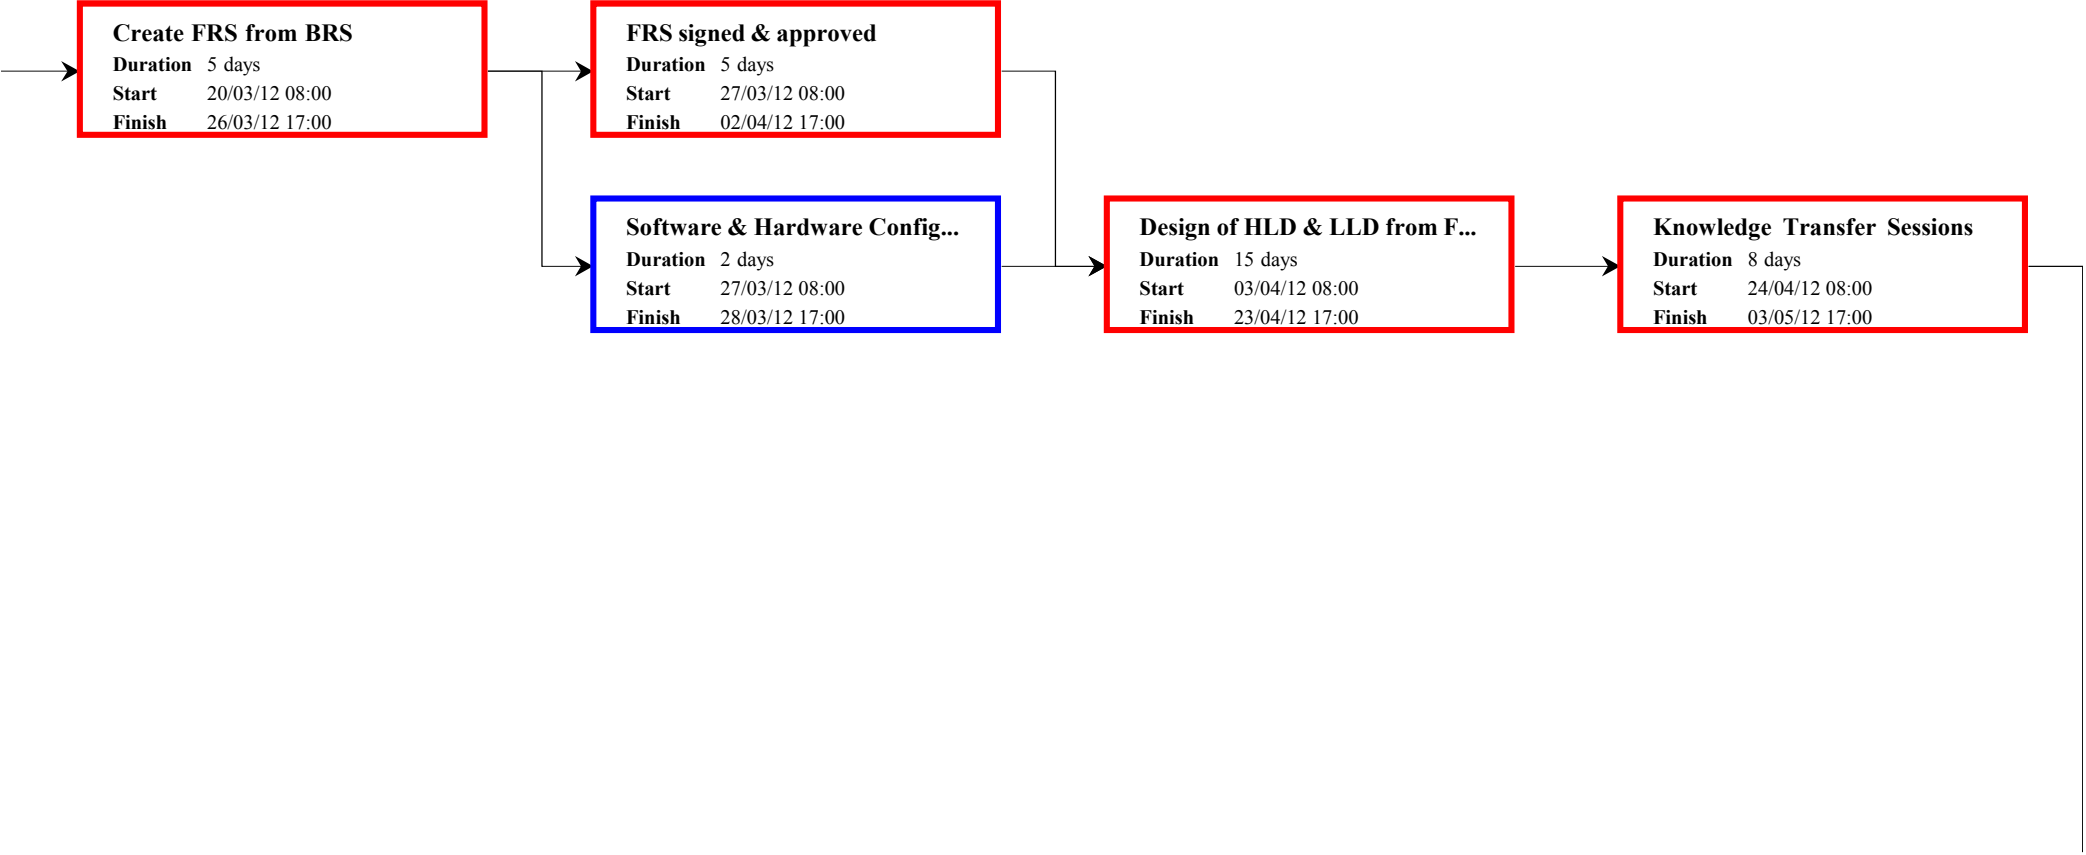 Create FRS from BRS
Duration 5 days
Start 20/03/12 08:00
Finish 26/03/12 17:00
FRS signed & approved
Duration 5 days
Start 27/03/12 08:00
Finish 02/04/12 17:00
Software & Hardware Config...
Duration 2 days
Start 27/03/12 08:00
Finish 28/03/12 17:00
Design of HLD & LLD from F...
Duration 15 days
Start 03/04/12 08:00
Finish 23/04/12 17:00
Knowledge Transfer Sessions
Duration 8 days
Start 24/04/12 08:00
Finish 03/05/12 17:00